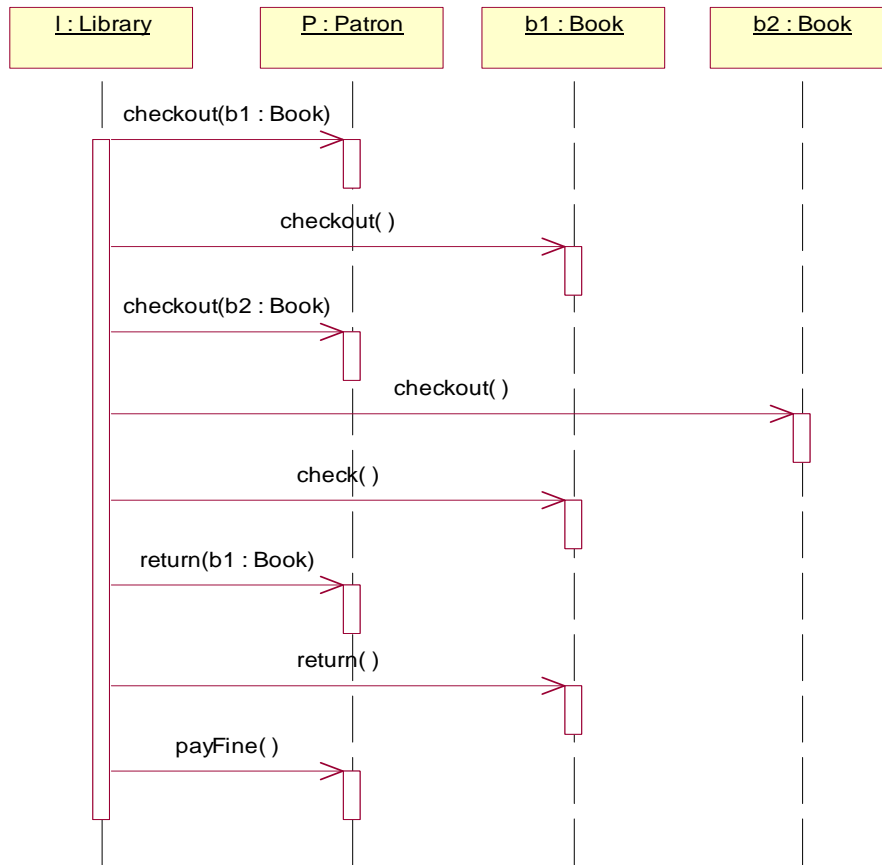 l : Library
P : Patron
b1 : Book
b2 : Book
checkout(b1 : Book)
checkout( )
checkout(b2 : Book)
checkout( )
check( )
return(b1 : Book)
return( )
payFine( )